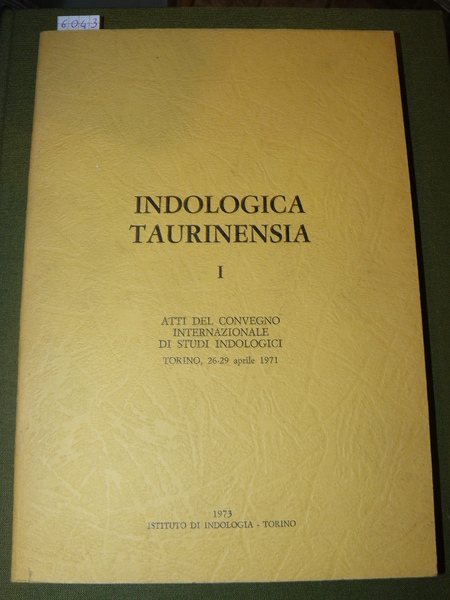 6043
INDOLOGICA
TAURINENSIA
I
ATTI DEL CONVEGNO
INTERNAZIONALE
DI STUDI INDOLOGICI
TORINO, 26-29 aprile 1971
1973
ISTITUTO DI INDOLOGIA - TORINO